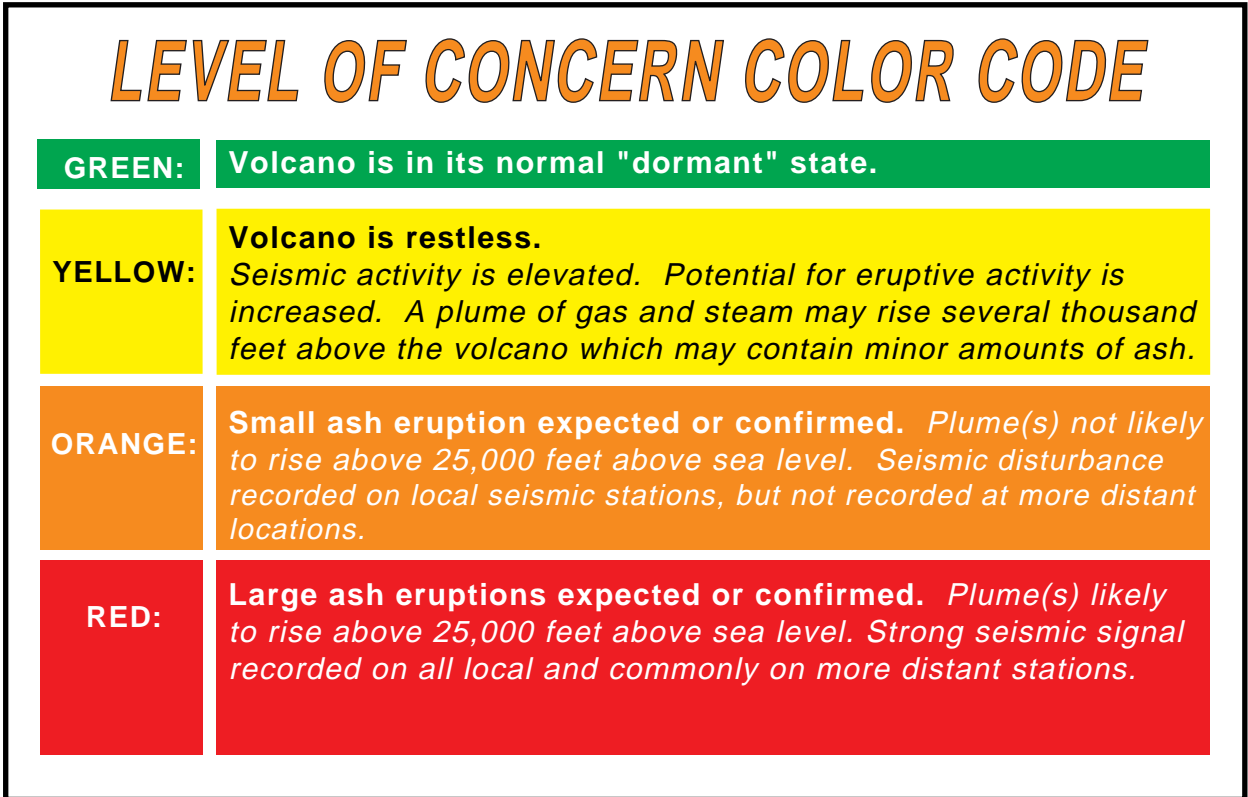 LEVEL OF CONCERN COLOR CODE
GREEN: Volcano is in its normal "dormant" state.
YELLOW: Volcano is restless.
Seismic activity is elevated. Potential for eruptive activity is
increased. A plume of gas and steam may rise several thousand
feet above the volcano which may contain minor amounts of ash.
ORANGE: Small ash eruption expected or confirmed. Plume(s) not likely
to rise above 25,000 feet above sea level. Seismic disturbance
recorded on local seismic stations, but not recorded at more distant
locations.
RED: Large ash eruptions expected or confirmed. Plume(s) likely
to rise above 25,000 feet above sea level. Strong seismic signal
recorded on all local and commonly on more distant stations.